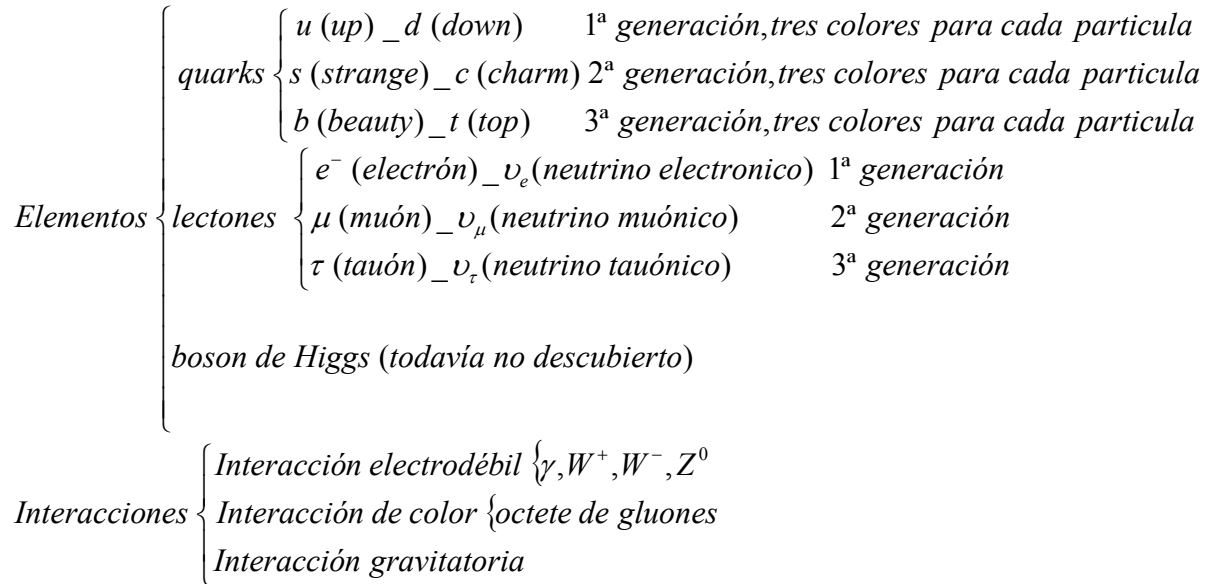 u (up) _ d (down) 1ª generación, tres colores para cada particula
quarks { s (strange) _ c (charm) 2ª generación, tres colores para cada particula
b (beauty) _ t (top) 3ª generación, tres colores para cada particula
e⁻ (electrón) _ υₑ(neutrino electronico) 1ª generación
Elementos { lectones { μ (muón) _ υ_μ(neutrino muónico) 2ª generación
τ (tauón) _ υ_τ(neutrino tauónico) 3ª generación
boson de Higgs (todavía no descubierto)
Interacción electrodébil {γ, W⁺, W⁻, Z⁰
Interacciones { Interacción de color {octete de gluones
Interacción gravitatoria